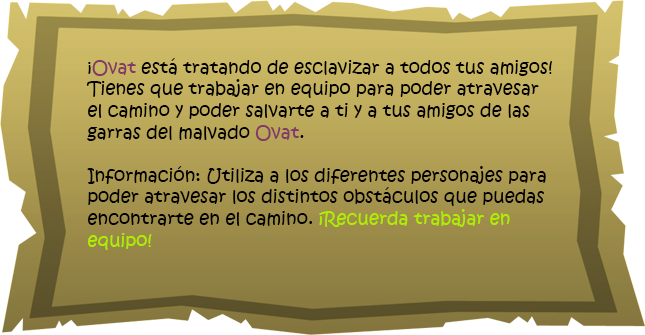 ¡Ovat está tratando de esclavizar a todos tus amigos!
Tienes que trabajar en equipo para poder atravesar
el camino y poder salvarte a ti y a tus amigos de las
garras del malvado Ovat.
Información: Utiliza a los diferentes personajes para
poder atravesar los distintos obstáculos que puedas
encontrarte en el camino. ¡Recuerda trabajar en
equipo!